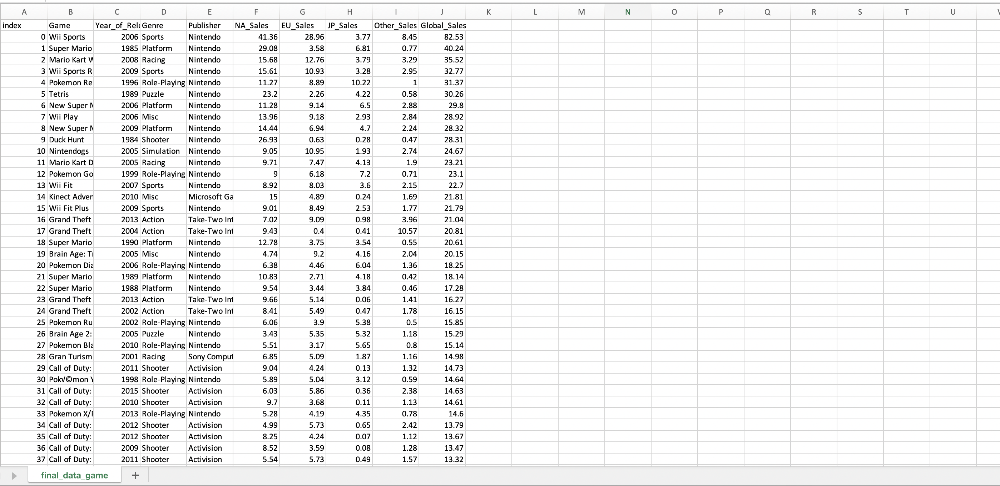 A B C D E F G H I J K L M N O P Q R S T U
index Game Year_of_Rele Genre Publisher NA_Sales EU_Sales JP_Sales Other_Sales Global_Sales
0 Wii Sports 2006 Sports Nintendo 41.36 28.96 3.77 8.45 82.53
1 Super Mario 1985 Platform Nintendo 29.08 3.58 6.81 0.77 40.24
2 Mario Kart W 2008 Racing Nintendo 15.68 12.76 3.79 3.29 35.52
3 Wii Sports R 2009 Sports Nintendo 15.61 10.93 3.28 2.95 32.77
4 Pokemon Re 1996 Role-Playing Nintendo 11.27 8.89 10.22 1 31.37
5 Tetris 1989 Puzzle Nintendo 23.2 2.26 4.22 0.58 30.26
6 New Super M 2006 Platform Nintendo 11.28 9.14 6.5 2.88 29.8
7 Wii Play 2006 Misc Nintendo 13.96 9.18 2.93 2.84 28.92
8 New Super M 2009 Platform Nintendo 14.44 6.94 4.7 2.24 28.32
9 Duck Hunt 1984 Shooter Nintendo 26.93 0.63 0.28 0.47 28.31
10 Nintendogs 2005 Simulation Nintendo 9.05 10.95 1.93 2.74 24.67
11 Mario Kart D 2005 Racing Nintendo 9.71 7.47 4.13 1.9 23.21
12 Pokemon Go 1999 Role-Playing Nintendo 9 6.18 7.2 0.71 23.1
13 Wii Fit 2007 Sports Nintendo 8.92 8.03 3.6 2.15 22.7
14 Kinect Adven 2010 Misc Microsoft Ga 15 4.89 0.24 1.69 21.81
15 Wii Fit Plus 2009 Sports Nintendo 9.01 8.49 2.53 1.77 21.79
16 Grand Theft 2013 Action Take-Two Int 7.02 9.09 0.98 3.96 21.04
17 Grand Theft 2004 Action Take-Two Int 9.43 0.4 0.41 10.57 20.81
18 Super Mario 1990 Platform Nintendo 12.78 3.75 3.54 0.55 20.61
19 Brain Age: Tr 2005 Misc Nintendo 4.74 9.2 4.16 2.04 20.15
20 Pokemon Dia 2006 Role-Playing Nintendo 6.38 4.46 6.04 1.36 18.25
21 Super Mario 1989 Platform Nintendo 10.83 2.71 4.18 0.42 18.14
22 Super Mario 1988 Platform Nintendo 9.54 3.44 3.84 0.46 17.28
23 Grand Theft 2013 Action Take-Two Int 9.66 5.14 0.06 1.41 16.27
24 Grand Theft 2002 Action Take-Two Int 8.41 5.49 0.47 1.78 16.15
25 Pokemon Ru 2002 Role-Playing Nintendo 6.06 3.9 5.38 0.5 15.85
26 Brain Age 2: 2005 Puzzle Nintendo 3.43 5.35 5.32 1.18 15.29
27 Pokemon Bla 2010 Role-Playing Nintendo 5.51 3.17 5.65 0.8 15.14
28 Gran Turism 2001 Racing Sony Comput 6.85 5.09 1.87 1.16 14.98
29 Call of Duty: 2011 Shooter Activision 9.04 4.24 0.13 1.32 14.73
30 Pok√©mon Y 1998 Role-Playing Nintendo 5.89 5.04 3.12 0.59 14.64
31 Call of Duty: 2015 Shooter Activision 6.03 5.86 0.36 2.38 14.63
32 Call of Duty: 2010 Shooter Activision 9.7 3.68 0.11 1.13 14.61
33 Pokemon X/P 2013 Role-Playing Nintendo 5.28 4.19 4.35 0.78 14.6
34 Call of Duty: 2012 Shooter Activision 4.99 5.73 0.65 2.42 13.79
35 Call of Duty: 2012 Shooter Activision 8.25 4.24 0.07 1.12 13.67
36 Call of Duty: 2009 Shooter Activision 8.52 3.59 0.08 1.28 13.47
37 Call of Duty: 2011 Shooter Activision 5.54 5.73 0.49 1.57 13.32
final_data_game +